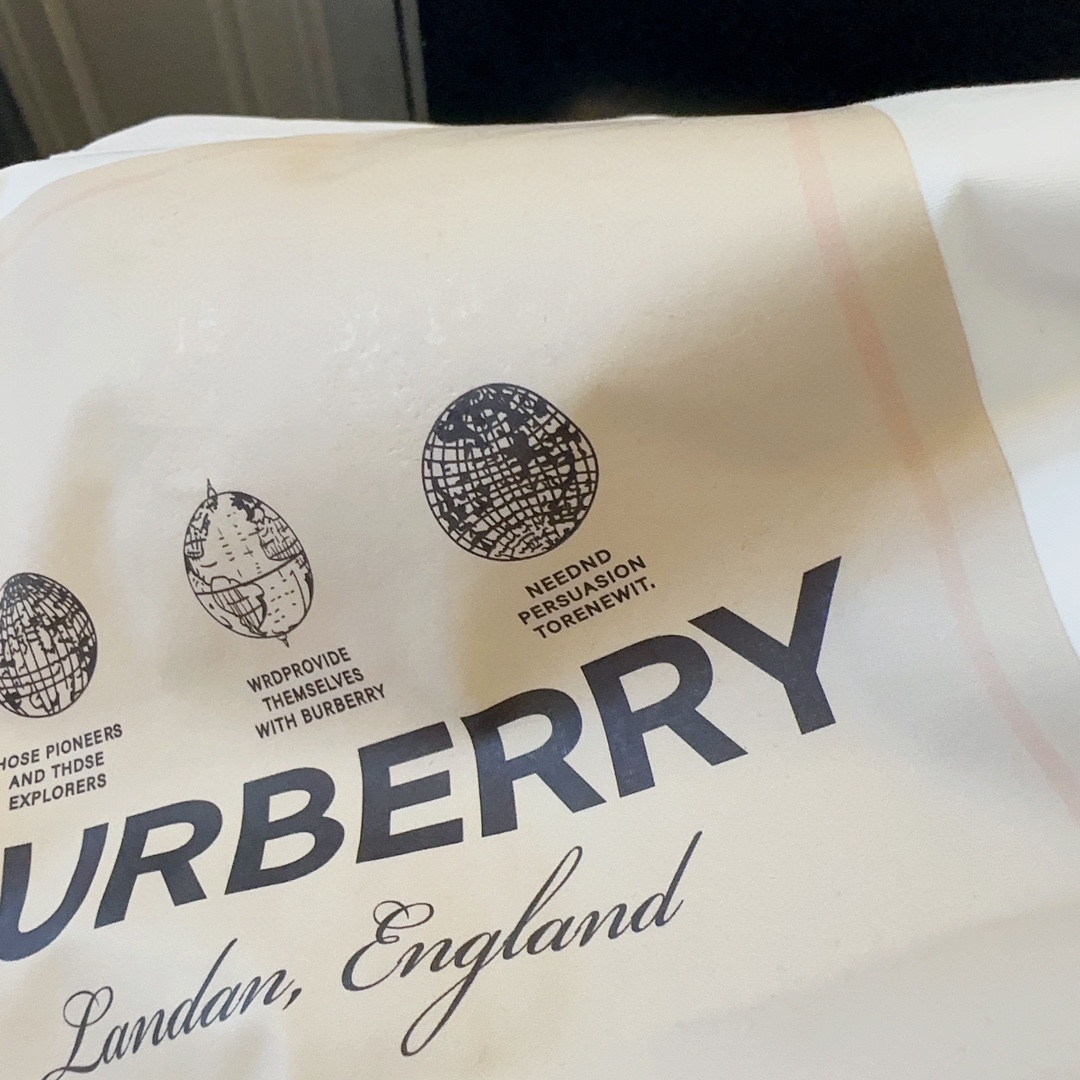 HOSE PIONEERS
AND THDSE
EXPLORERS
WRDPROVIDE
THEMSELVES
WITH BURBERRY
NEEDND
PERSUASION
TORENEWIT.
URBERRY
Landan, England